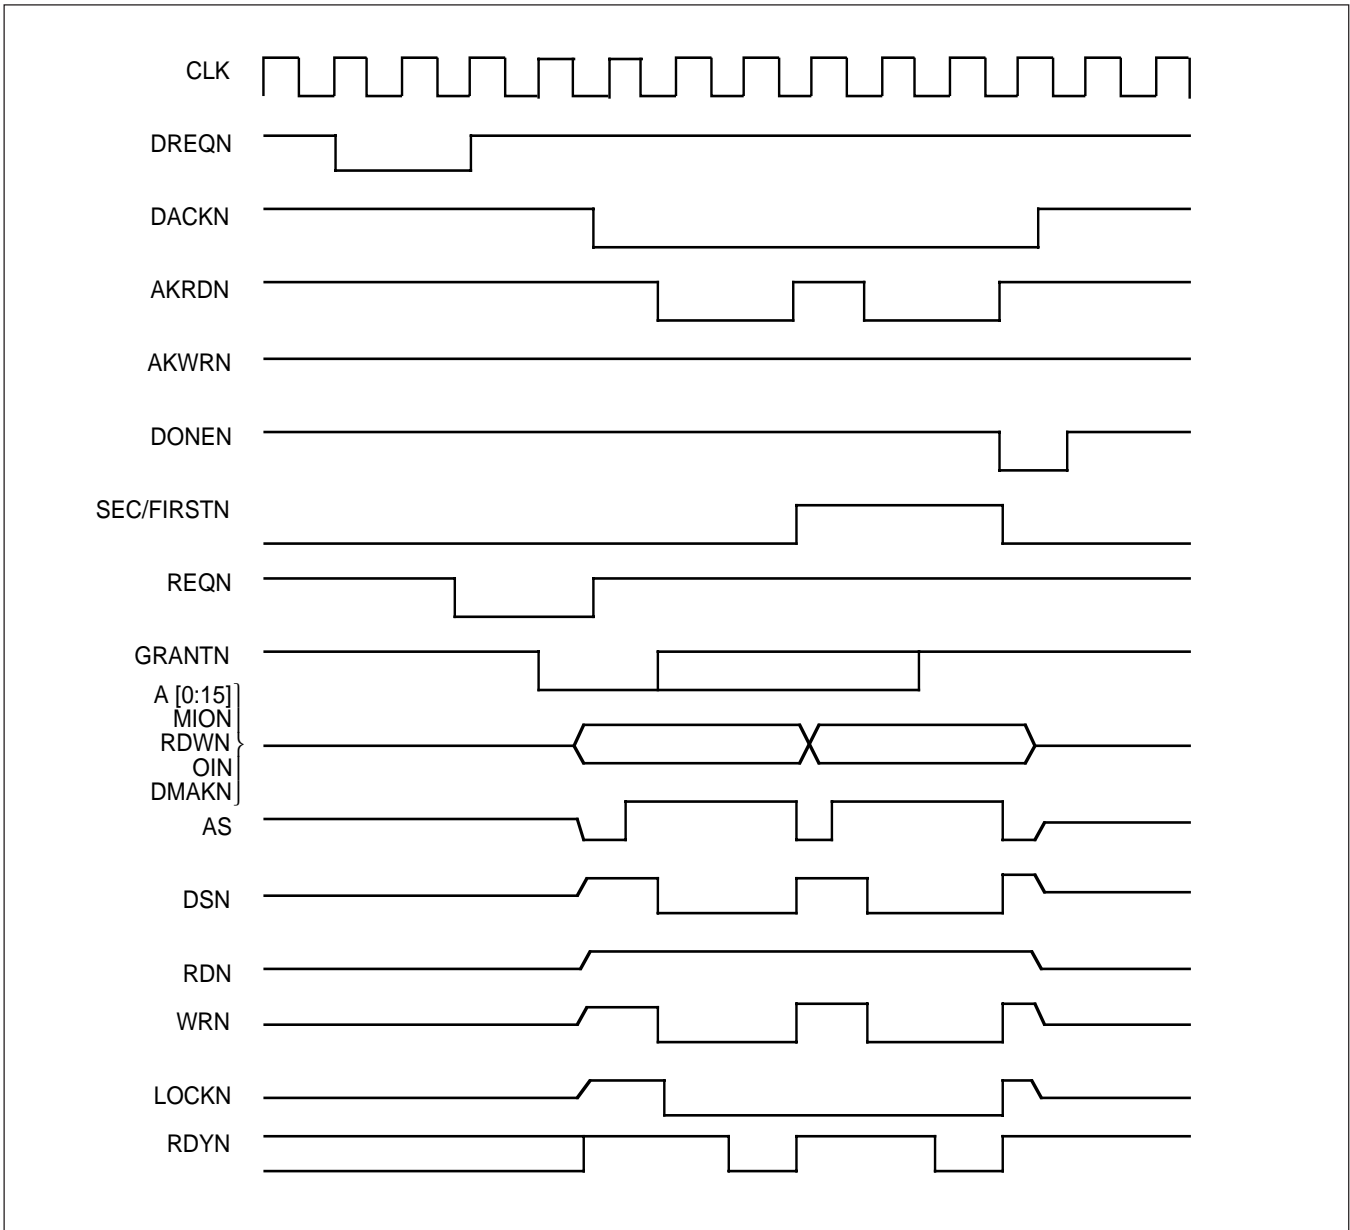 CLK
DREQN
DACKN
AKRDN
AKWRN
DONEN
SEC/FIRSTN
REQN
GRANTN
A [0:15]
MION
RDWN
OIN
DMAKN
AS
DSN
RDN
WRN
LOCKN
RDYN